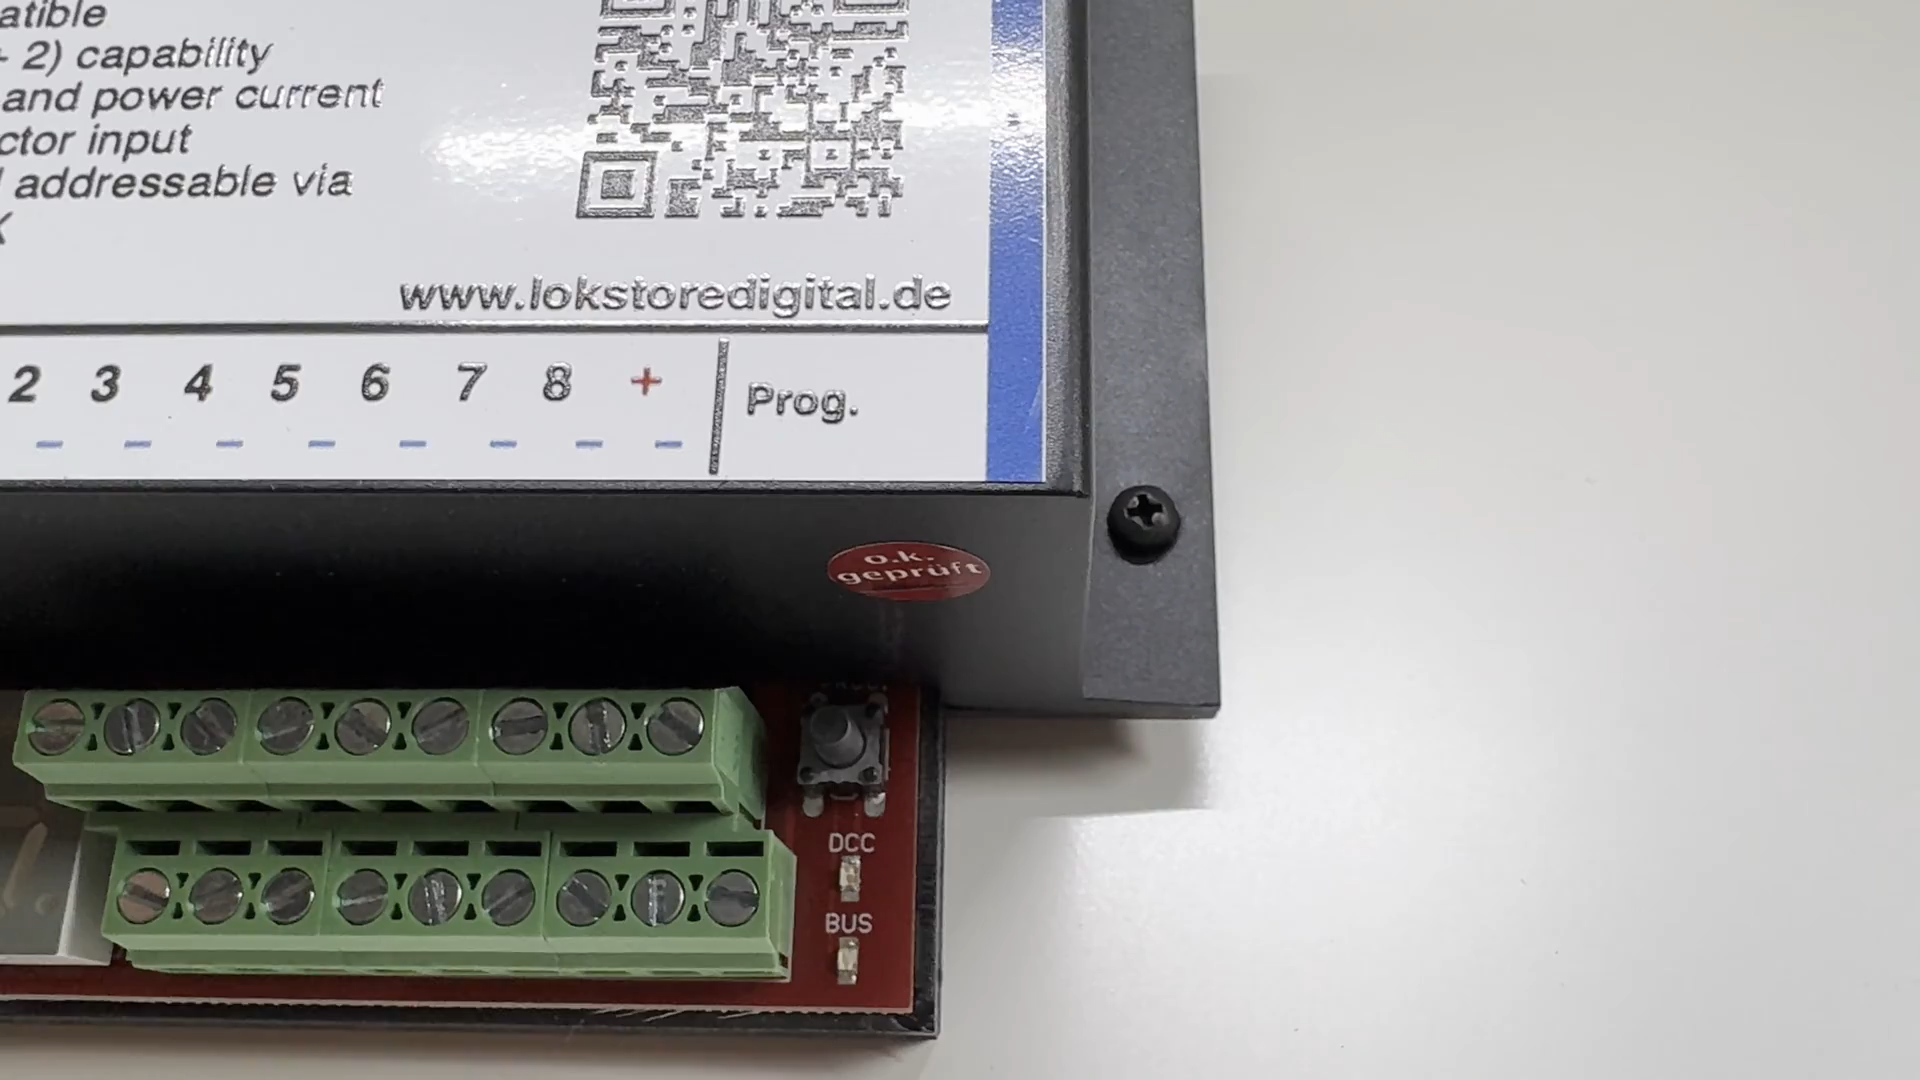 atible
+ 2) capability
and power current
ctor input
addressable via
www.lokstoredigital.de
2 3 4 5 6 7 8 +
- - - - - - - -
Prog.
o.k.
geprüft
DCC
BUS